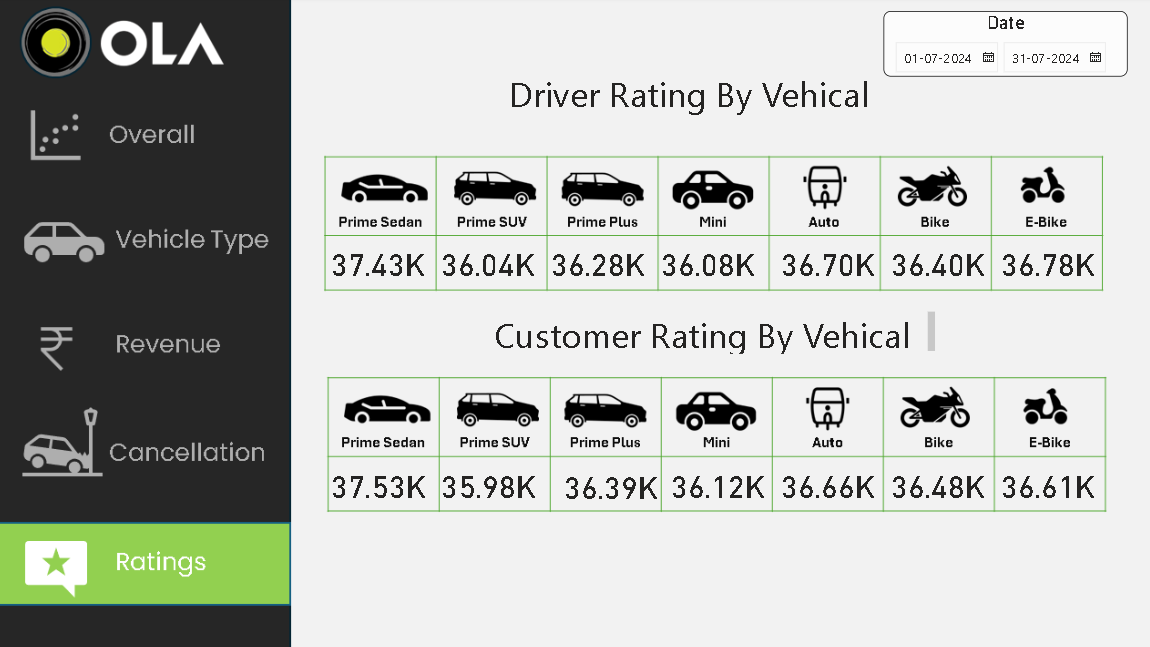 OLA
Date
01-07-2024 31-07-2024
Overall
Vehicle Type
Revenue
Cancellation
Ratings
Driver Rating By Vehical
Prime Sedan Prime SUV Prime Plus Mini Auto Bike E-Bike
37.43K 36.04K 36.28K 36.08K 36.70K 36.40K 36.78K
Customer Rating By Vehical
Prime Sedan Prime SUV Prime Plus Mini Auto Bike E-Bike
37.53K 35.98K 36.39K 36.12K 36.66K 36.48K 36.61K